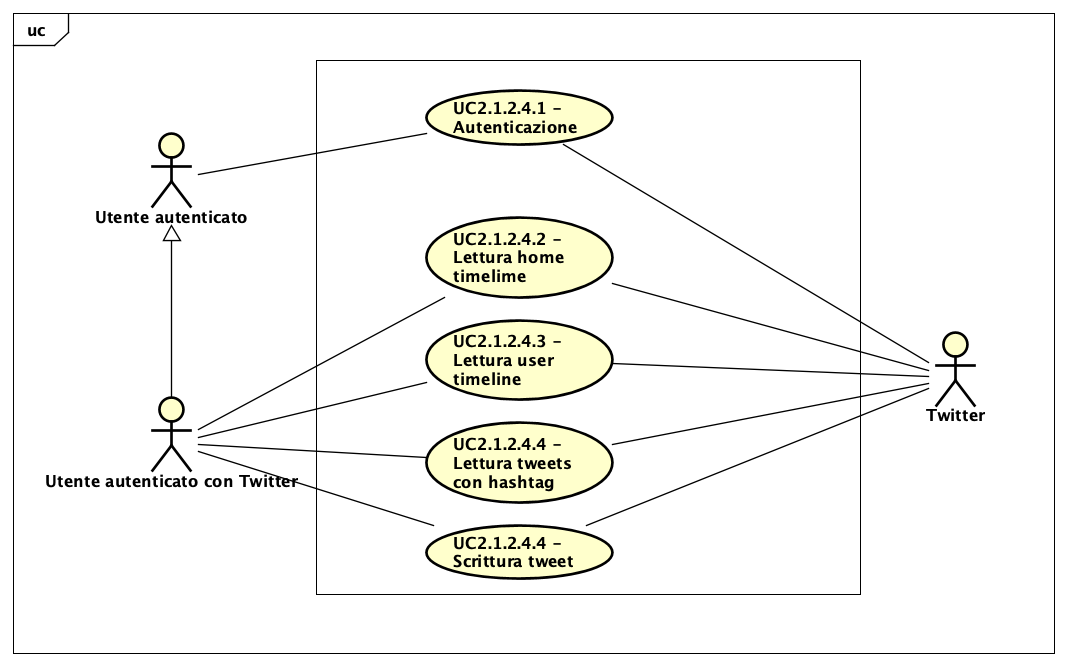 uc
UC2.1.2.4.1 –
Autenticazione
Utente autenticato
UC2.1.2.4.2 –
Lettura home
timelime
UC2.1.2.4.3 –
Lettura user
timeline
Twitter
UC2.1.2.4.4 –
Lettura tweets
con hashtag
Utente autenticato con Twitter
UC2.1.2.4.4 –
Scrittura tweet